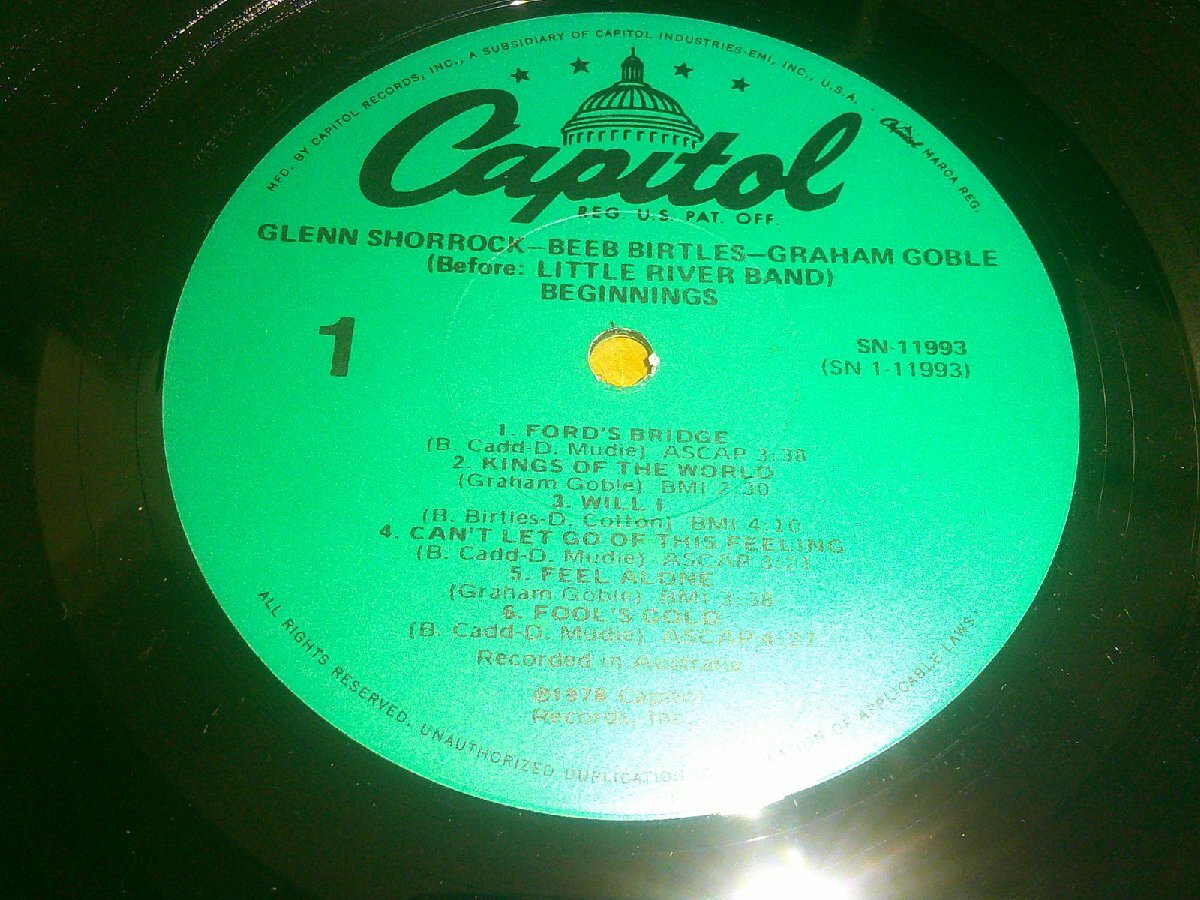 MFD. BY CAPITOL RECORDS, INC., A SUBSIDIARY OF CAPITOL INDUSTRIES-EMI, INC., U.S.A. · Capitol MARCA REG.
Capitol
REG. U.S. PAT. OFF.
GLENN SHORROCK—BEEB BIRTLES—GRAHAM GOBLE
(Before: LITTLE RIVER BAND)
BEGINNINGS
1
SN-11993
(SN 1-11993)
1. FORD'S BRIDGE
(B. Cadd-D. Mudie) ASCAP 3:38
2. KINGS OF THE WORLD
(Graham Goble) BMI 2:30
3. WILL I
(B. Birtles-D. Cotton) BMI 4:10
4. CAN'T LET GO OF THIS FEELING
(B. Cadd-D. Mudie) ASCAP
5. FEEL ALONE
(Graham Goble) BMI 3:38
6. FOOL'S GOLD
(B. Cadd-D. Mudie) ASCAP
Recorded in Australia
℗1978 Capitol
Records, Inc.
ALL RIGHTS RESERVED. UNAUTHORIZED DUPLICATION OF APPLICABLE LAWS.